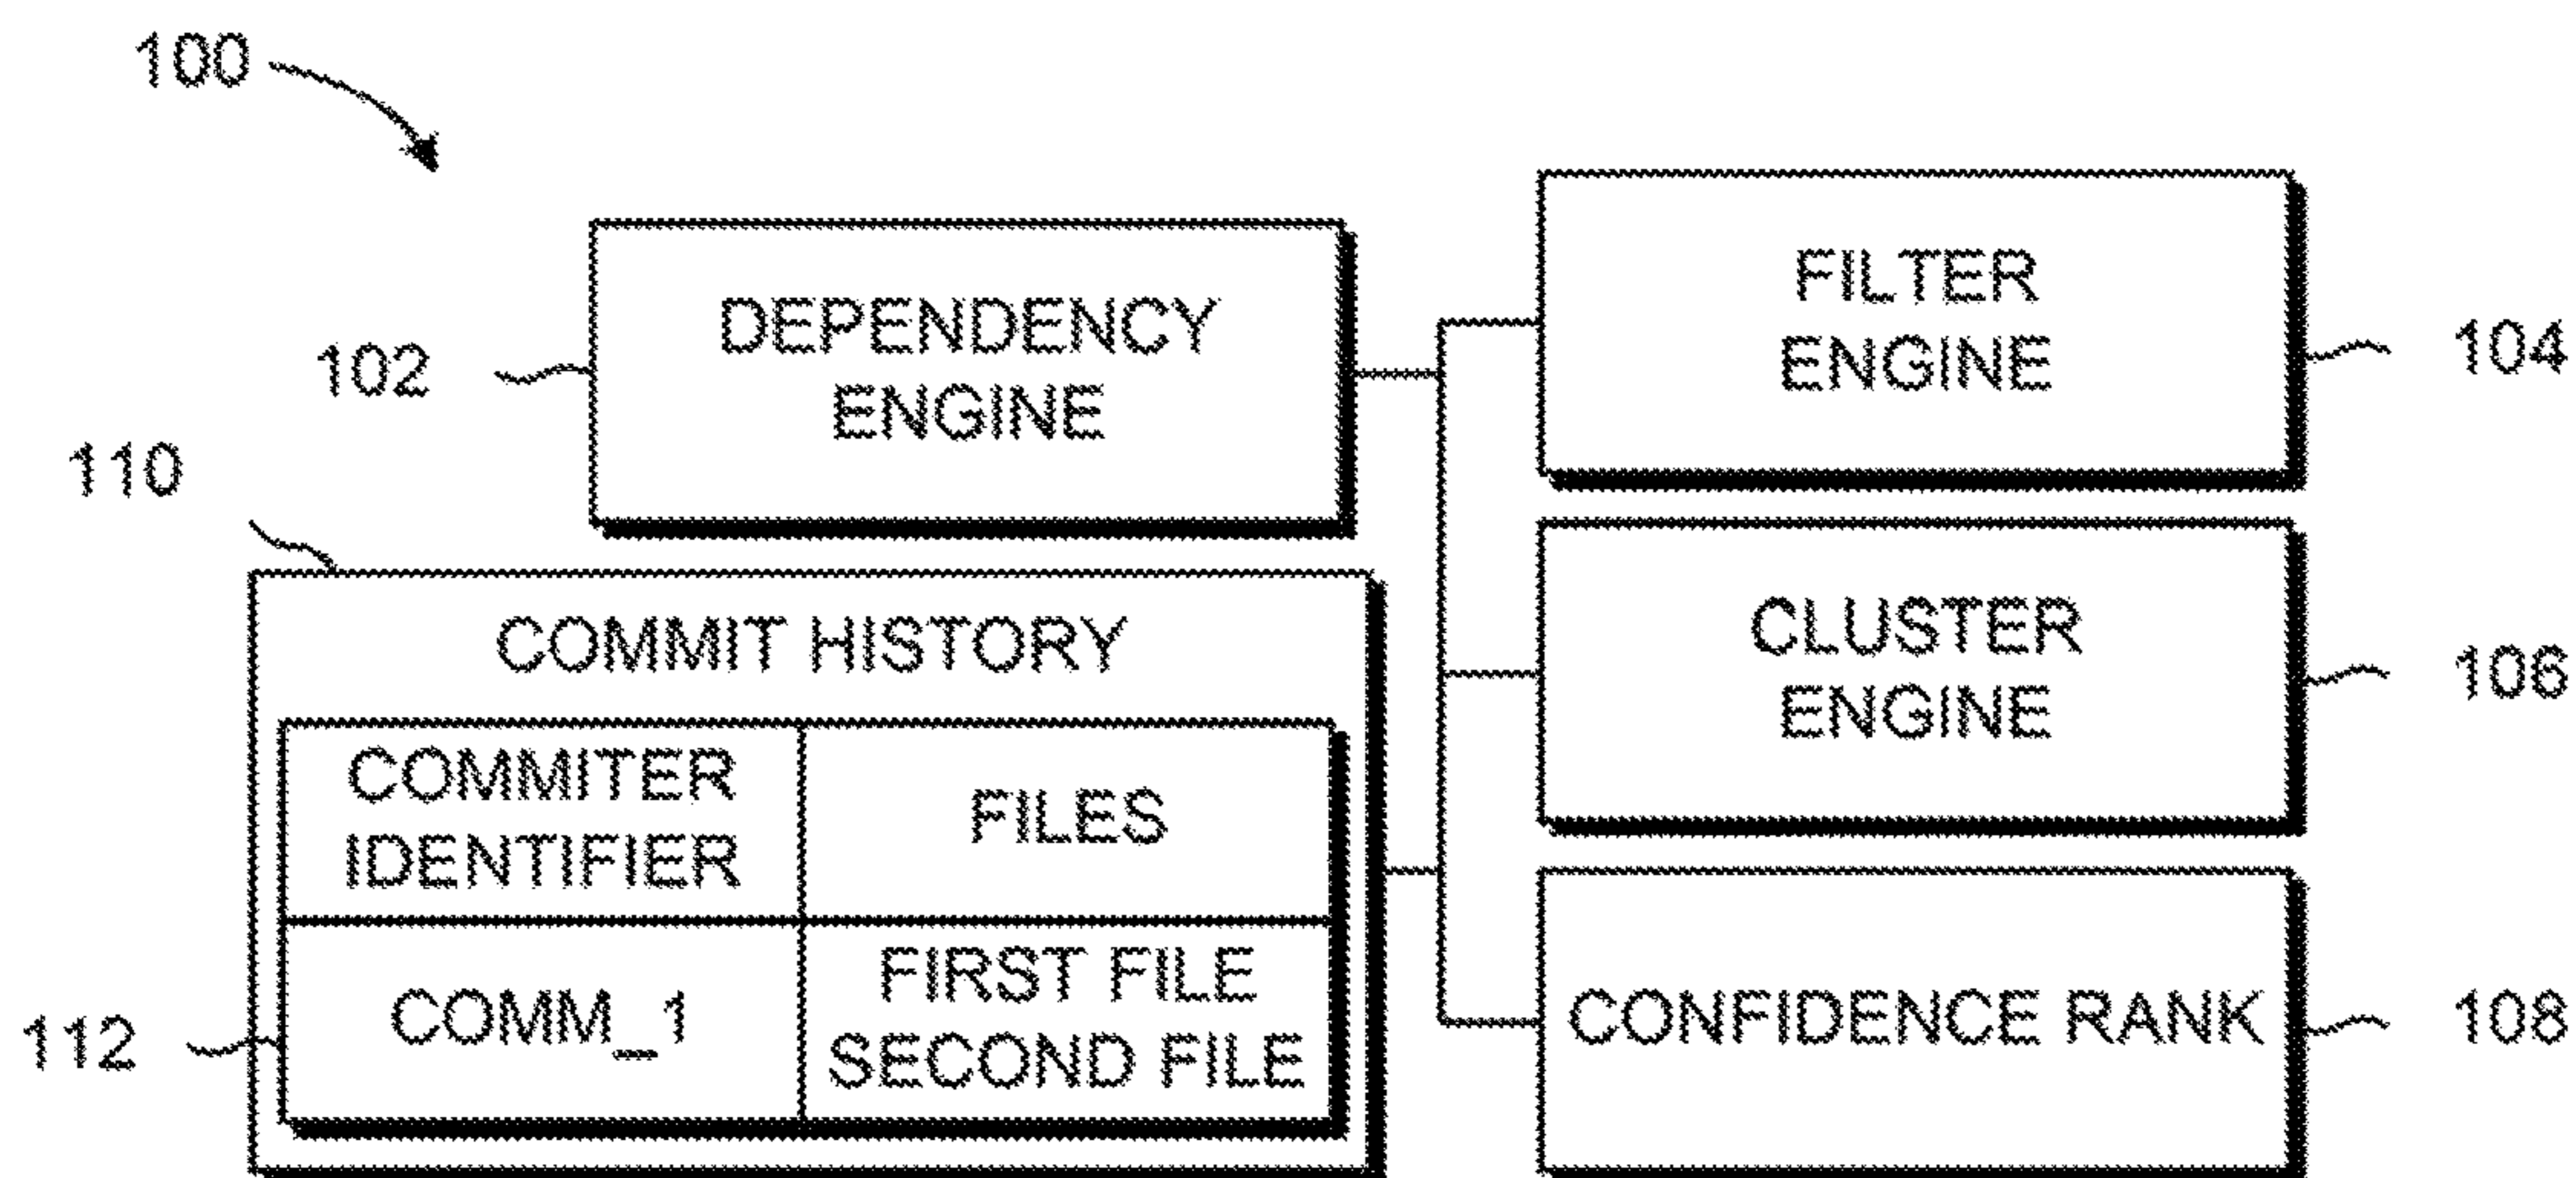 100
DEPENDENCY
ENGINE
102
FILTER
ENGINE
104
110
COMMIT HISTORY
COMMITER
IDENTIFIER
FILES
COMM_1
FIRST FILE
SECOND FILE
112
CLUSTER
ENGINE
106
CONFIDENCE RANK
108